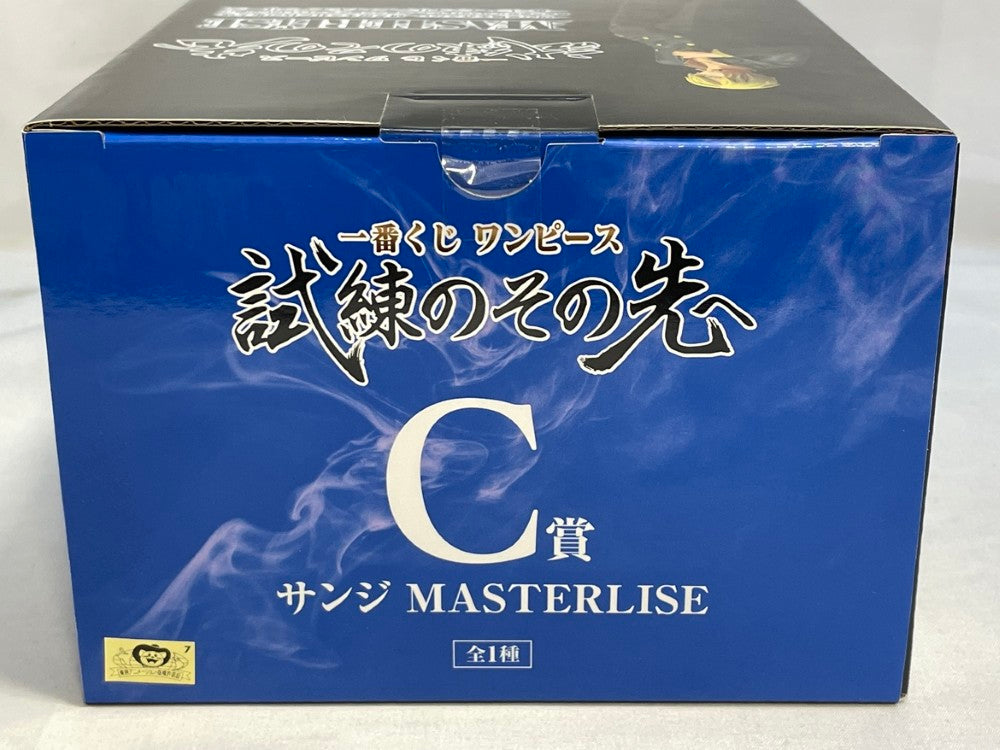 一番くじ ワンピース
試練のその先へ
C賞
サンジ MASTERLISE
全1種